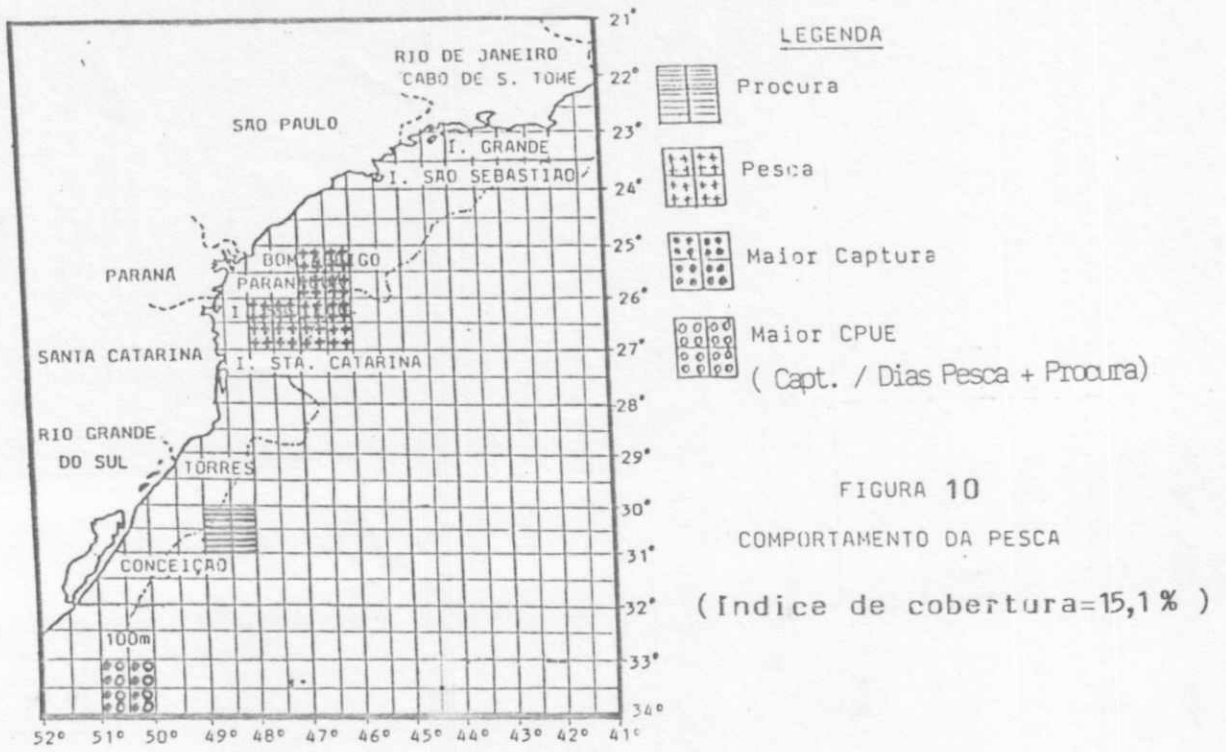 RIO DE JANEIRO
CABO DE S. TOMÉ
SAO PAULO
I. GRANDE
I. SAO SEBASTIAO
PARANA
SANTA CATARINA
I. STA. CATARINA
RIO GRANDE
DO SUL
TORRES
CONCEIÇÃO
100m
21°
22°
23°
24°
25°
26°
27°
28°
29°
30°
31°
32°
33°
34°
52° 51° 50° 49° 48° 47° 46° 45° 44° 43° 42° 41°
LEGENDA
Procura
Pesca
Maior Captura
Maior CPUE
( Capt. / Dias Pesca + Procura)
FIGURA 10
COMPORTAMENTO DA PESCA
(Indice de cobertura=15,1 % )